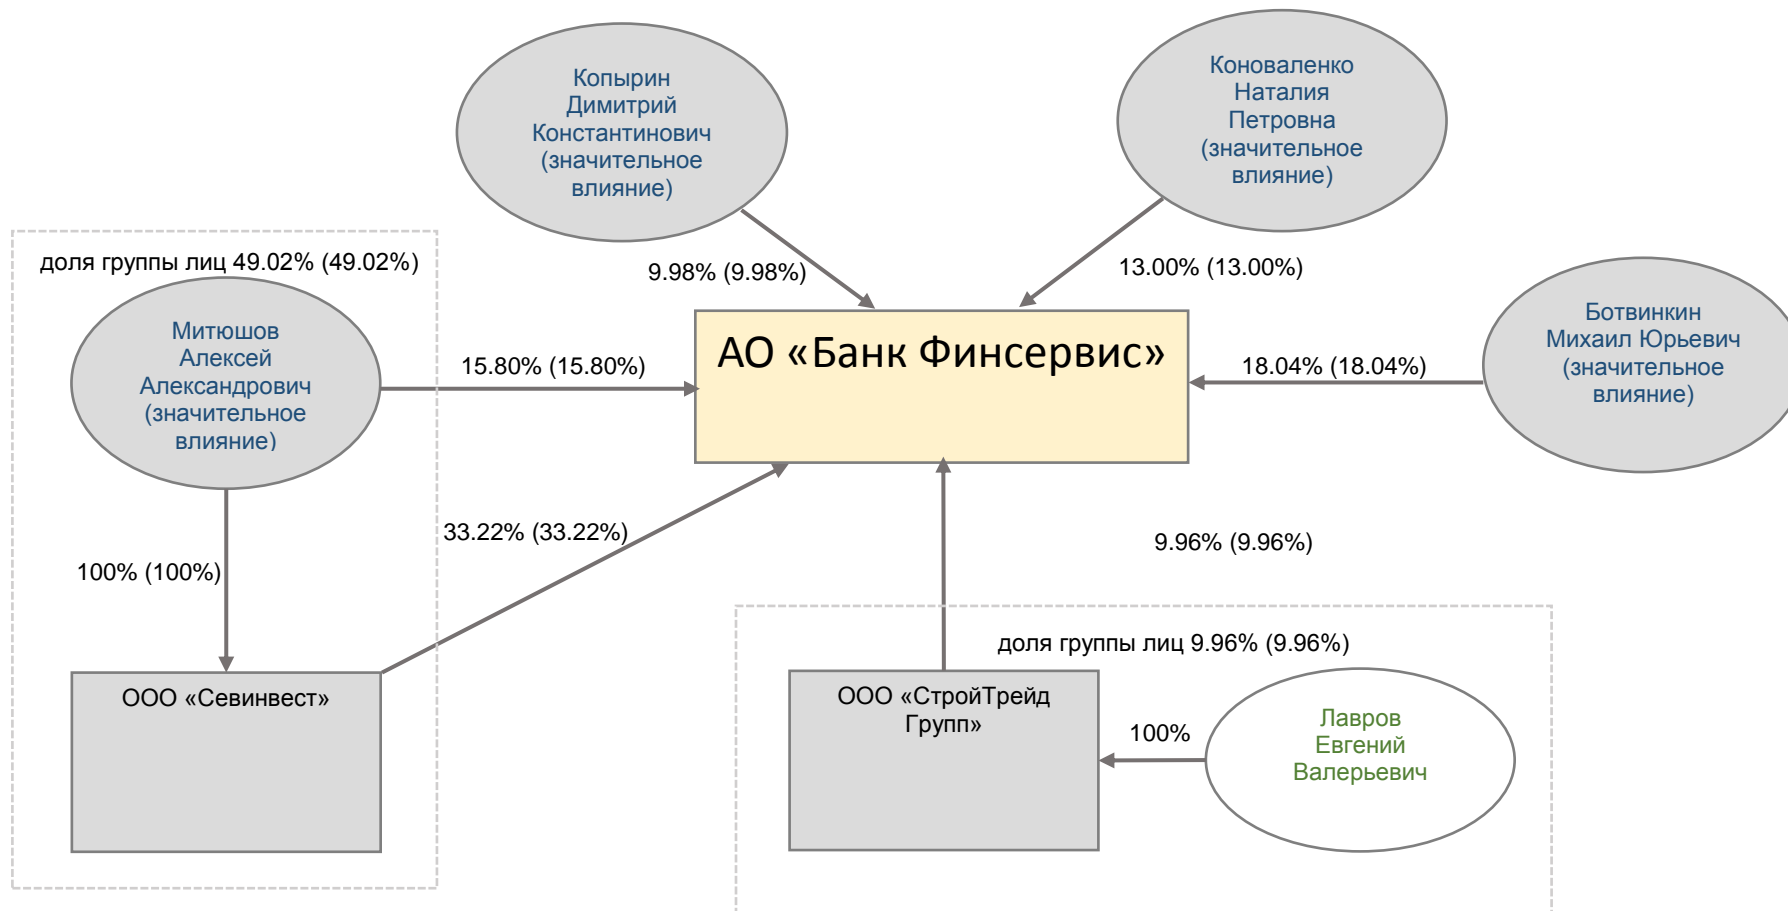 Копырин
Димитрий
Константинович
(значительное
влияние)
Коноваленко
Наталия
Петровна
(значительное
влияние)
доля группы лиц 49.02% (49.02%)
9.98% (9.98%)
13.00% (13.00%)
Митюшов
Алексей
Александрович
(значительное
влияние)
15.80% (15.80%)
АО «Банк Финсервис»
18.04% (18.04%)
Ботвинкин
Михаил Юрьевич
(значительное
влияние)
33.22% (33.22%)
9.96% (9.96%)
100% (100%)
доля группы лиц 9.96% (9.96%)
ООО «Севинвест»
ООО «СтройТрейд
Групп»
100%
Лавров
Евгений
Валерьевич